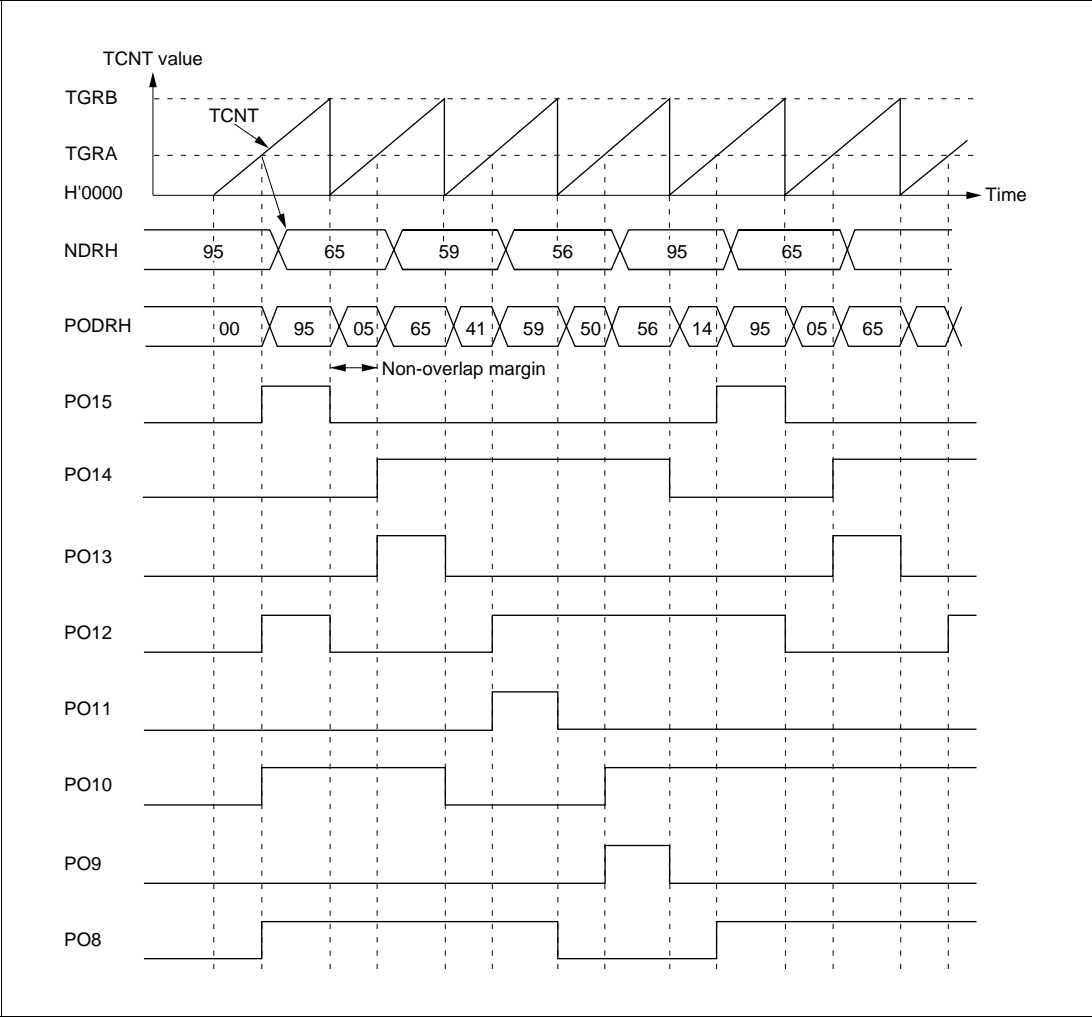 TCNT value
TGRB
TCNT
TGRA
H'0000
Time
NDRH 95 65 59 56 95 65
PODRH 00 95 05 65 41 59 50 56 14 95 05 65
Non-overlap margin
PO15
PO14
PO13
PO12
PO11
PO10
PO9
PO8